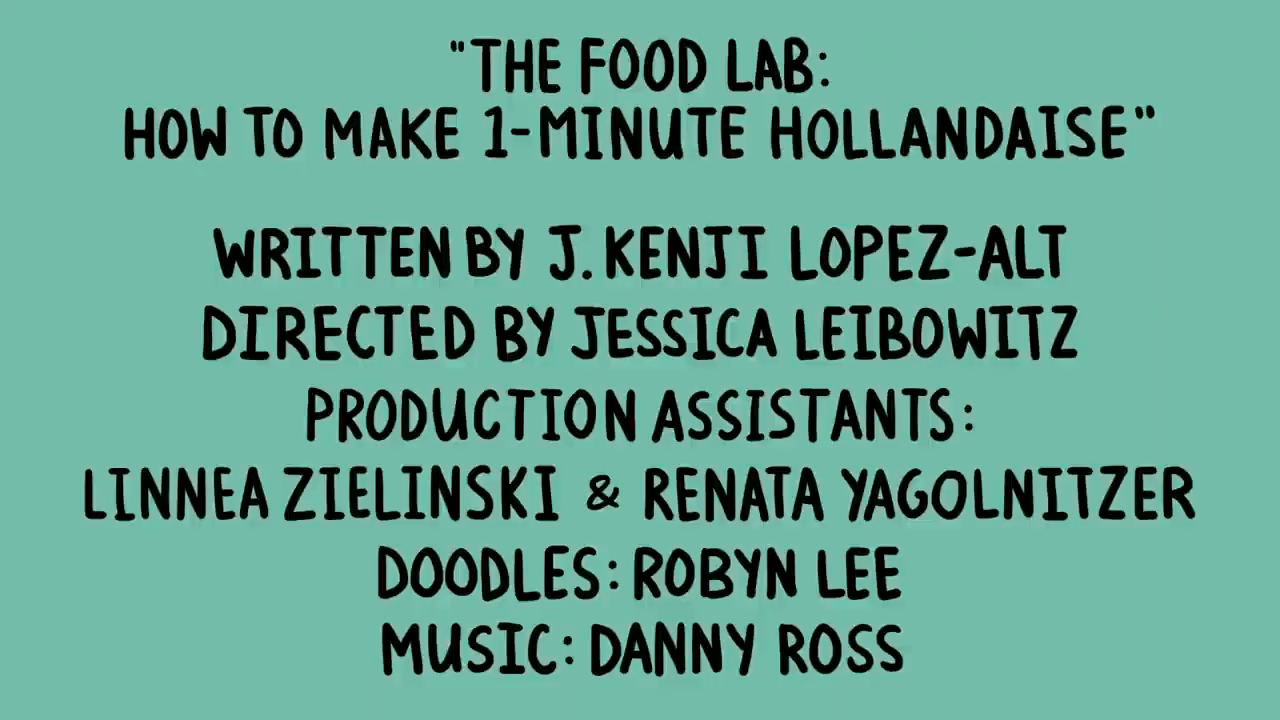 "THE FOOD LAB:
HOW TO MAKE 1-MINUTE HOLLANDAISE"
WRITTEN BY J. KENJI LOPEZ-ALT
DIRECTED BY JESSICA LEIBOWITZ
PRODUCTION ASSISTANTS:
LINNEA ZIELINSKI & RENATA YAGOLNITZER
DOODLES: ROBYN LEE
MUSIC: DANNY ROSS